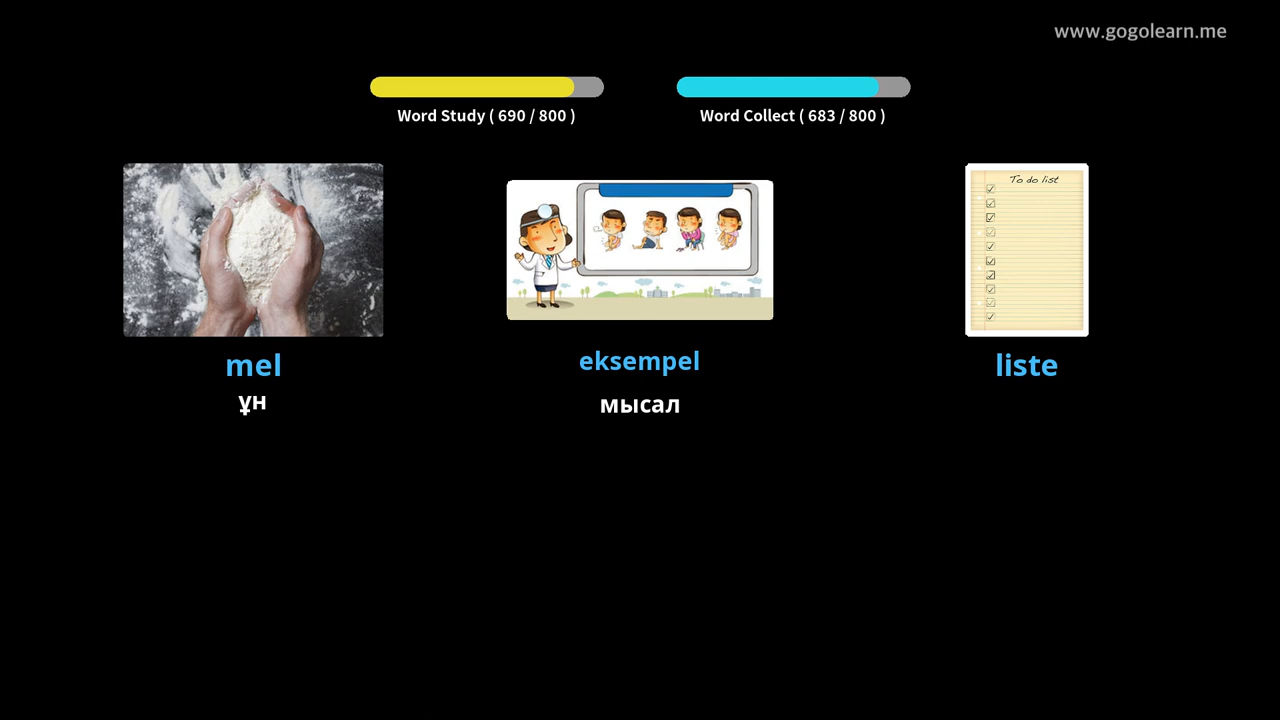 www.gogolearn.me
Word Study ( 690 / 800 )
Word Collect ( 683 / 800 )
To do list
mel
eksempel
liste
ұн
мысал